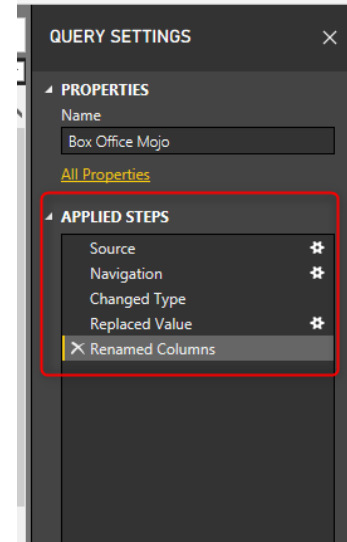 QUERY SETTINGS
PROPERTIES
Name
Box Office Mojo
All Properties
APPLIED STEPS
Source
Navigation
Changed Type
Replaced Value
Renamed Columns